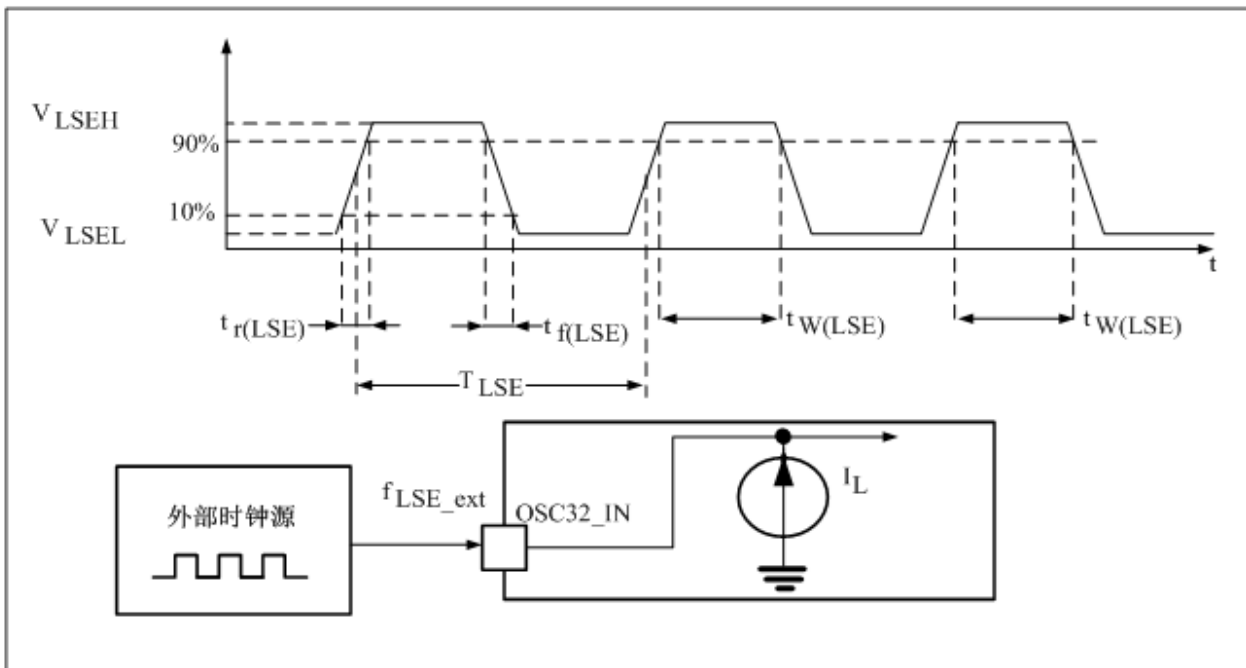 V LSEH
90%
10%
V LSEL
t
t r(LSE)
t f(LSE)
t W(LSE)
t W(LSE)
T LSE
f LSE_ext
OSC32_IN
I L
外部时钟源